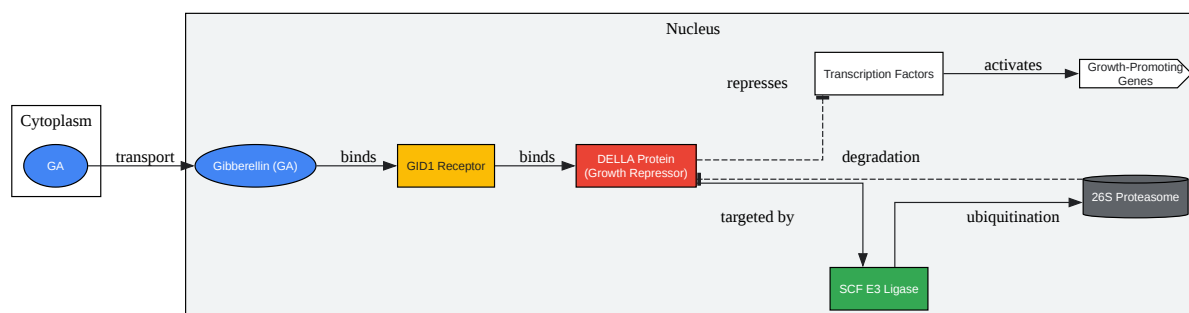 Nucleus
Cytoplasm
GA
transport
Gibberellin (GA)
binds
GID1 Receptor
binds
DELLA Protein
(Growth Repressor)
represses
Transcription Factors
activates
Growth-Promoting
Genes
degradation
26S Proteasome
targeted by
ubiquitination
SCF E3 Ligase